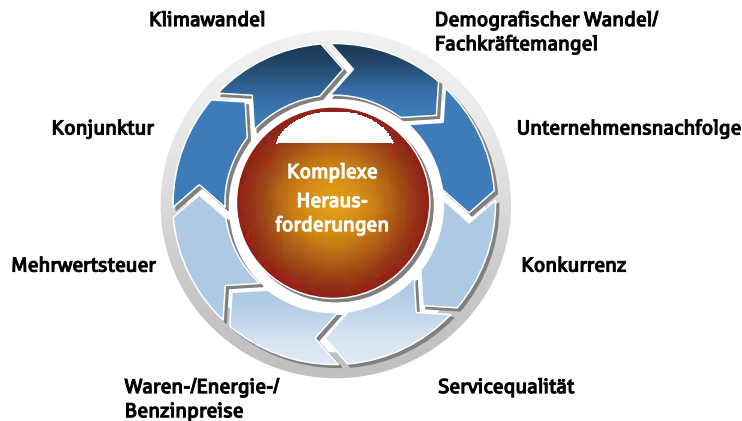 Klimawandel
Demografischer Wandel/
Fachkräftemangel
Konjunktur
Unternehmensnachfolge
Komplexe
Heraus-
forderungen
Mehrwertsteuer
Konkurrenz
Waren-/Energie-/
Benzinpreise
Servicequalität